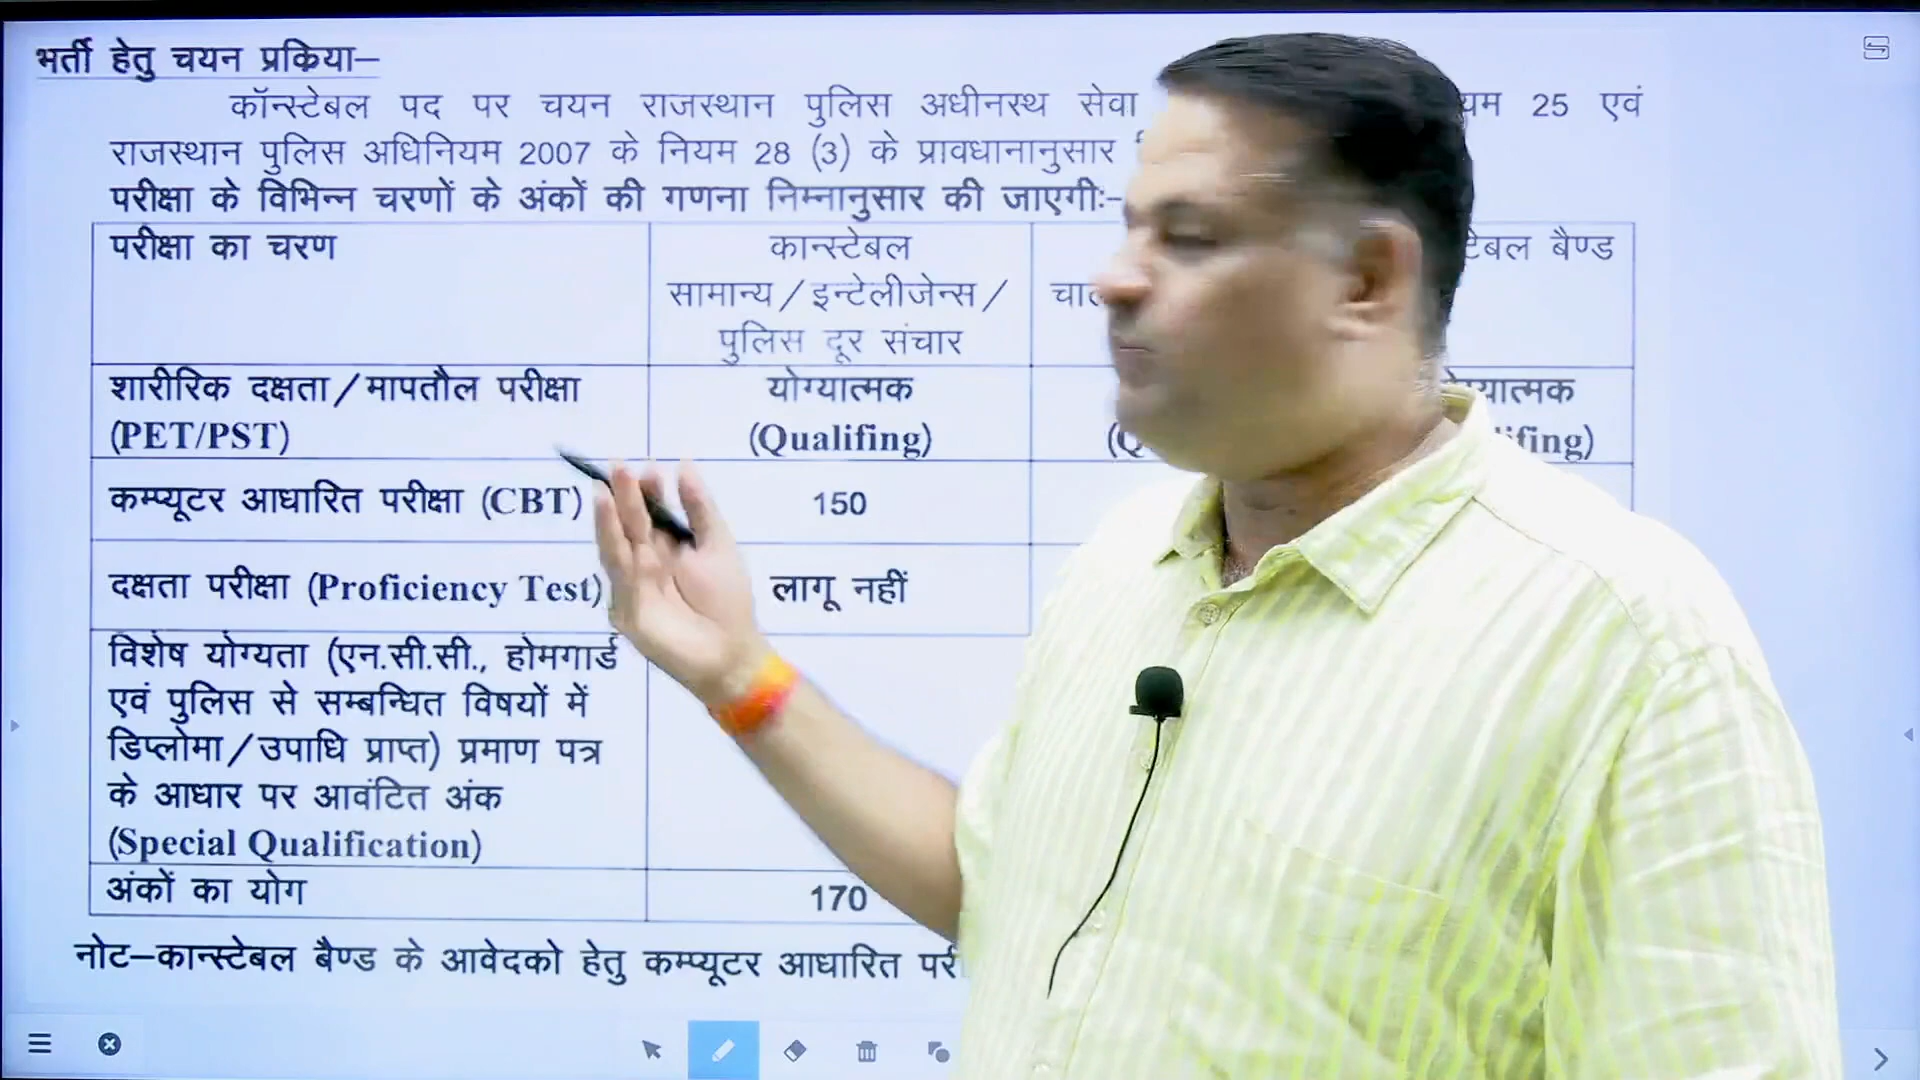 भर्ती हेतु चयन प्रक्रिया–
कॉन्स्टेबल पद पर चयन राजस्थान पुलिस अधीनस्थ सेवा 25 एवं
राजस्थान पुलिस अधिनियम 2007 के नियम 28 (3) के प्रावधानानुसार
परीक्षा के विभिन्न चरणों के अंकों की गणना निम्नानुसार की जाएगीः-
परीक्षा का चरण
कान्स्टेबल
सामान्य/इन्टेलीजेन्स/
पुलिस दूर संचार
बैण्ड
शारीरिक दक्षता/मापतौल परीक्षा
(PET/PST)
योग्यात्मक
(Qualifing)
कम्प्यूटर आधारित परीक्षा (CBT)
150
दक्षता परीक्षा (Proficiency Test)
लागू नहीं
विशेष योग्यता (एन.सी.सी., होमगार्ड
एवं पुलिस से सम्बन्धित विषयों में
डिप्लोमा/उपाधि प्राप्त) प्रमाण पत्र
के आधार पर आवंटित अंक
(Special Qualification)
अंकों का योग
170
नोट–कान्स्टेबल बैण्ड के आवेदको हेतु कम्प्यूटर आधारित